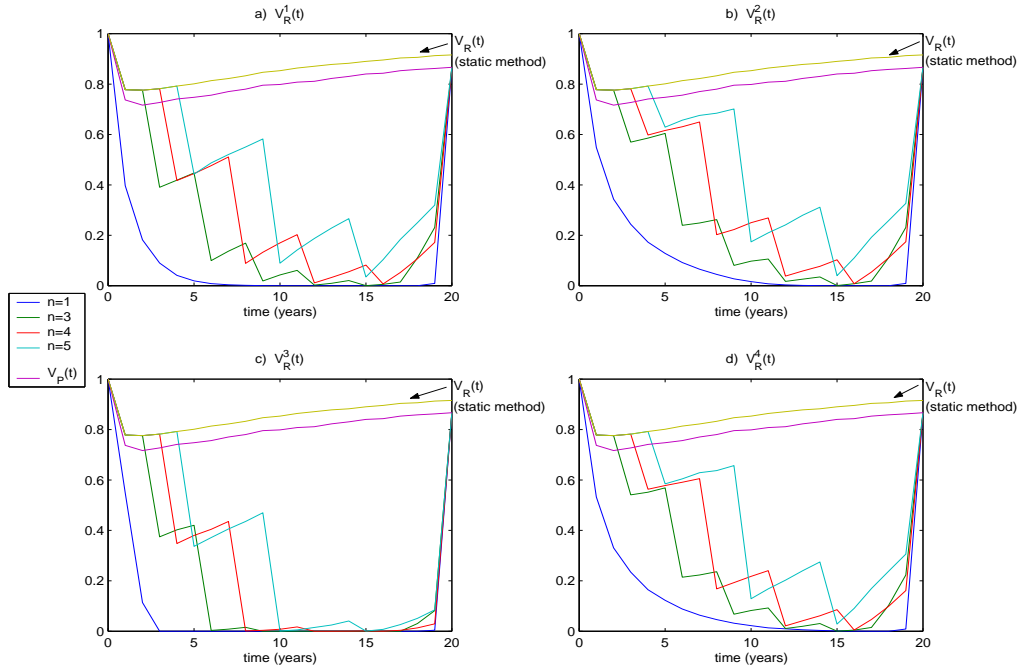 a) V_R^1(t)
1
0.8
0.6
0.4
0.2
0
0 5 10 15 20
time (years)
V_R(t)
(static method)
b) V_R^2(t)
1
0.8
0.6
0.4
0.2
0
0 5 10 15 20
time (years)
V_R(t)
(static method)
n=1
n=3
n=4
n=5
V_P(t)
c) V_R^3(t)
1
0.8
0.6
0.4
0.2
0
0 5 10 15 20
time (years)
V_R(t)
(static method)
d) V_R^4(t)
1
0.8
0.6
0.4
0.2
0
0 5 10 15 20
time (years)
V_R(t)
(static method)